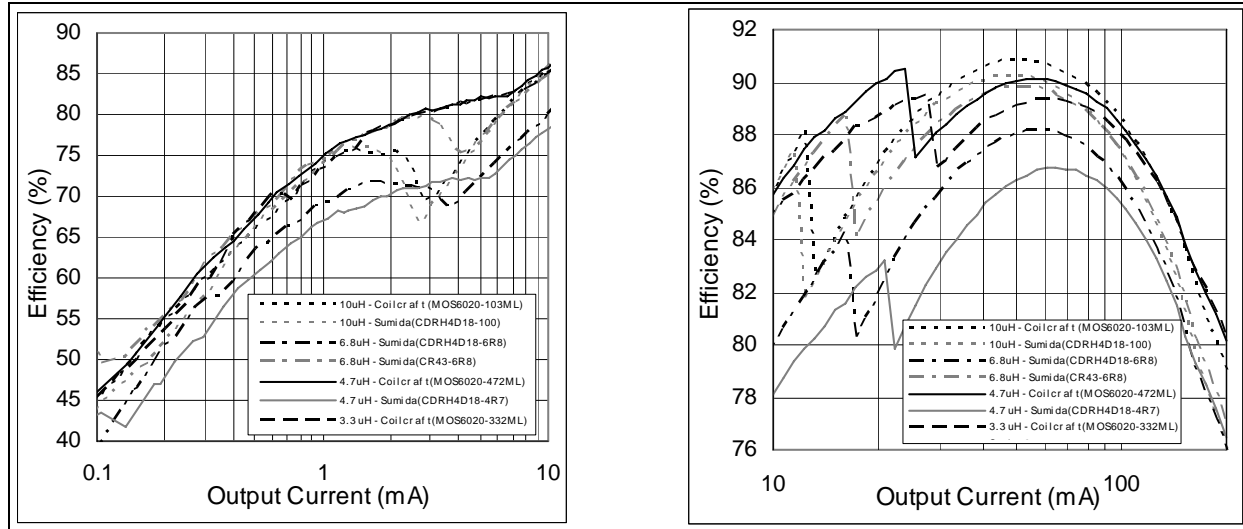 90
85
80
75
70
65
60
55
50
45
40
Efficiency (%)
10uH - Coilcraft (MOS6020-103ML)
10uH - Sumida(CDRH4D18-100)
6.8uH - Sumida(CDRH4D18-6R8)
6.8uH - Sumida(CR43-6R8)
4.7uH - Coilcraft (MOS6020-472ML)
4.7 uH - Sumida(CDRH4D18-4R7)
3.3 uH - Coilcraft (MOS6020-332ML)
0.1
1
10
Output Current (mA)
92
90
88
86
84
82
80
78
76
Efficiency (%)
10uH - Coilcraft (MOS6020-103ML)
10uH - Sumida(CDRH4D18-100)
6.8uH - Sumida(CDRH4D18-6R8)
6.8uH - Sumida(CR43-6R8)
4.7uH - Coilcraft (MOS6020-472ML)
4.7 uH - Sumida(CDRH4D18-4R7)
3.3 uH - Coilcraft (MOS6020-332ML)
10
100
Output Current (mA)